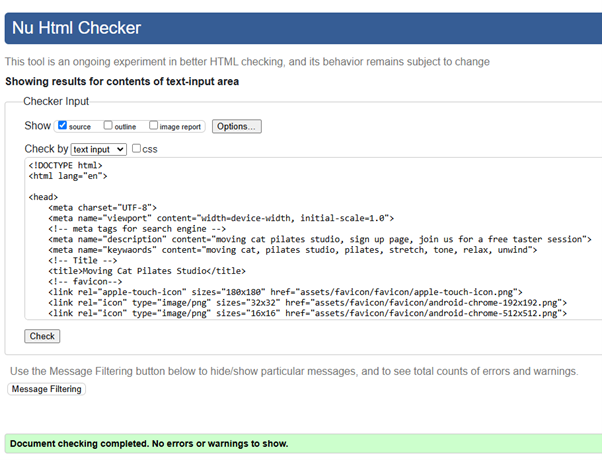 Nu Html Checker
This tool is an ongoing experiment in better HTML checking, and its behavior remains subject to change
Showing results for contents of text-input area
Checker Input
Show source outline image report Options...
Check by text input css
<!DOCTYPE html>
<html lang="en">
<head>
<meta charset="UTF-8">
<meta name="viewport" content="width=device-width, initial-scale=1.0">
<!-- meta tags for search engine -->
<meta name="description" content="moving cat pilates studio, sign up page, join us for a free taster session">
<meta name="keywaords" content="moving cat, pilates studio, pilates, stretch, tone, relax, unwind">
<!-- Title -->
<title>Moving Cat Pilates Studio</title>
<!-- favicon-->
<link rel="apple-touch-icon" sizes="180x180" href="assets/favicon/favicon/apple-touch-icon.png">
<link rel="icon" type="image/png" sizes="32x32" href="assets/favicon/favicon/android-chrome-192x192.png">
<link rel="icon" type="image/png" sizes="16x16" href="assets/favicon/favicon/android-chrome-512x512.png">
Check
Use the Message Filtering button below to hide/show particular messages, and to see total counts of errors and warnings.
Message Filtering
Document checking completed. No errors or warnings to show.